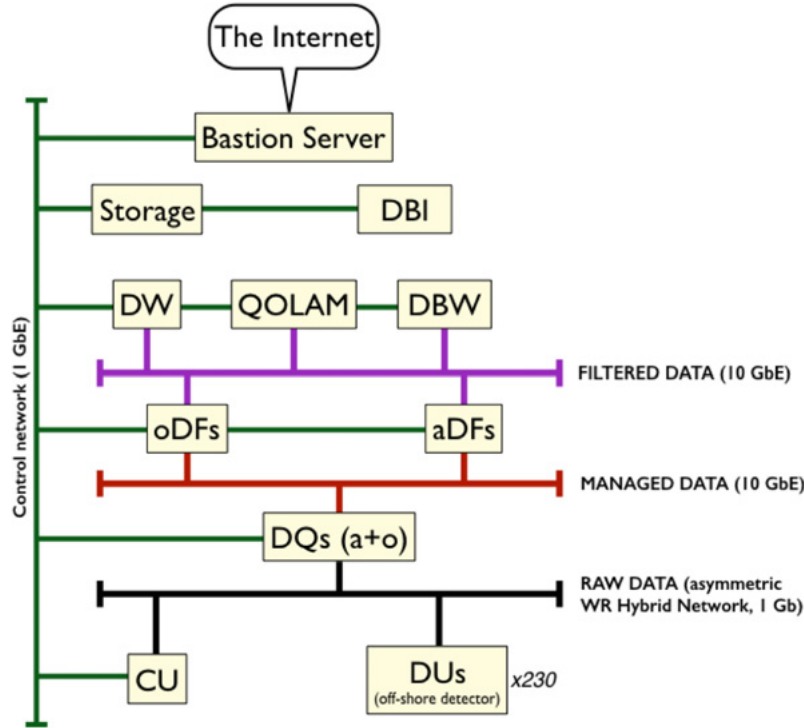 The Internet
Bastion Server
Storage
DBI
DW
QOLAM
DBW
FILTERED DATA (10 GbE)
Control network (1 GbE)
oDFs
aDFs
MANAGED DATA (10 GbE)
DQs (a+o)
RAW DATA (asymmetric
WR Hybrid Network, 1 Gb)
CU
DUs
(off-shore detector)
x230